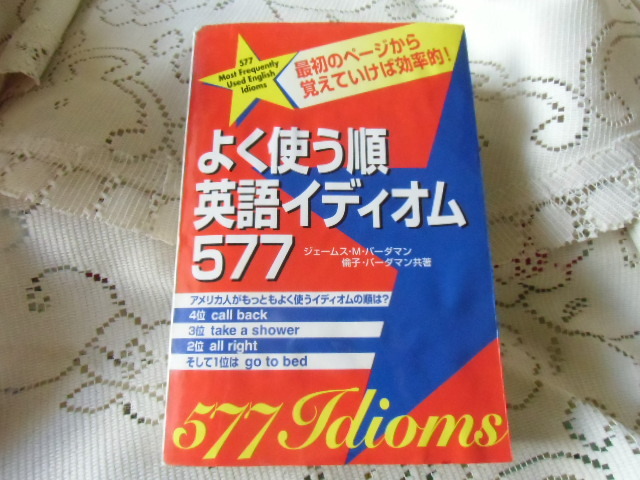 577
Most Frequently
Used English
Idioms
最初のページから
覚えていけば効率的!
よく使う順
英語イディオム
577
ジェームス・M・バーダマン
倫子・バーダマン共著
アメリカ人がもっともよく使うイディオムの順は?
4位 call back
3位 take a shower
2位 all right
そして1位は go to bed
577 Idioms